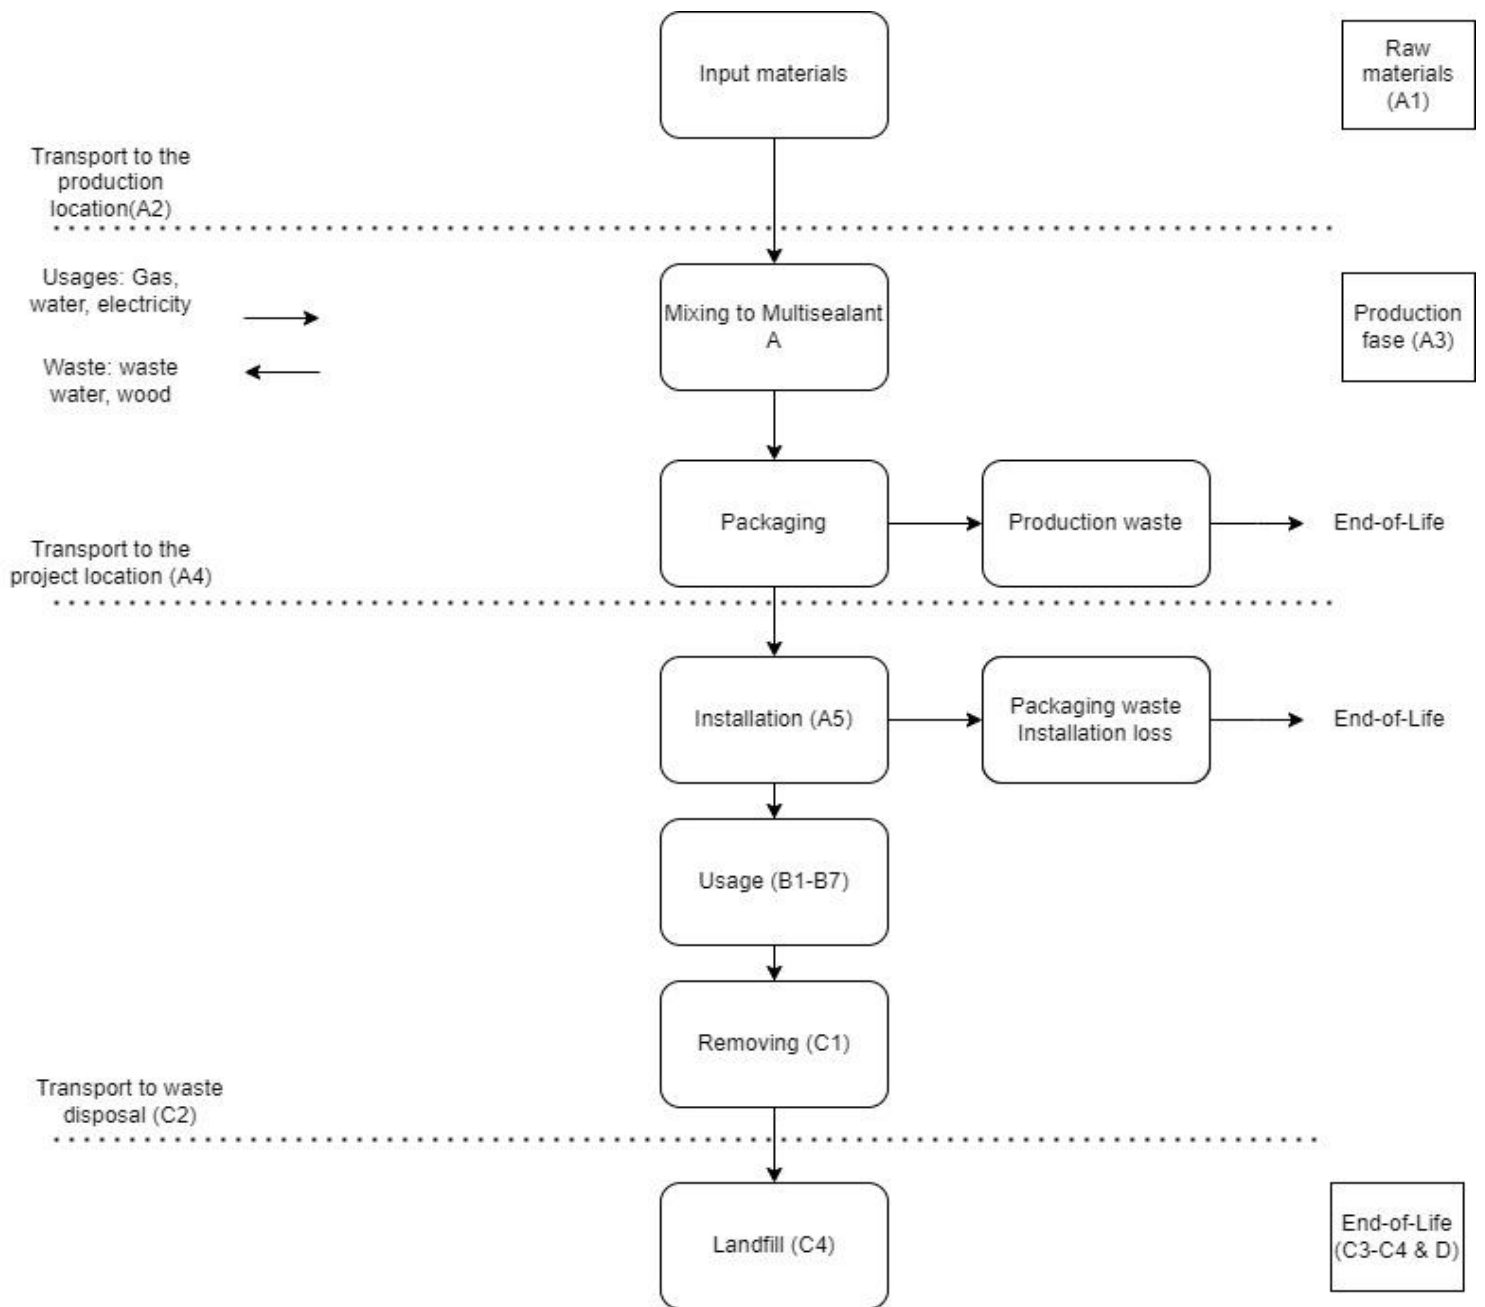 Input materials
Raw
materials
(A1)
Transport to the
production
location(A2)
Usages: Gas,
water, electricity
Mixing to Multisealant
A
Production
fase (A3)
Waste: waste
water, wood
Packaging
Production waste
End-of-Life
Transport to the
project location (A4)
Installation (A5)
Packaging waste
Installation loss
End-of-Life
Usage (B1-B7)
Removing (C1)
Transport to waste
disposal (C2)
Landfill (C4)
End-of-Life
(C3-C4 & D)